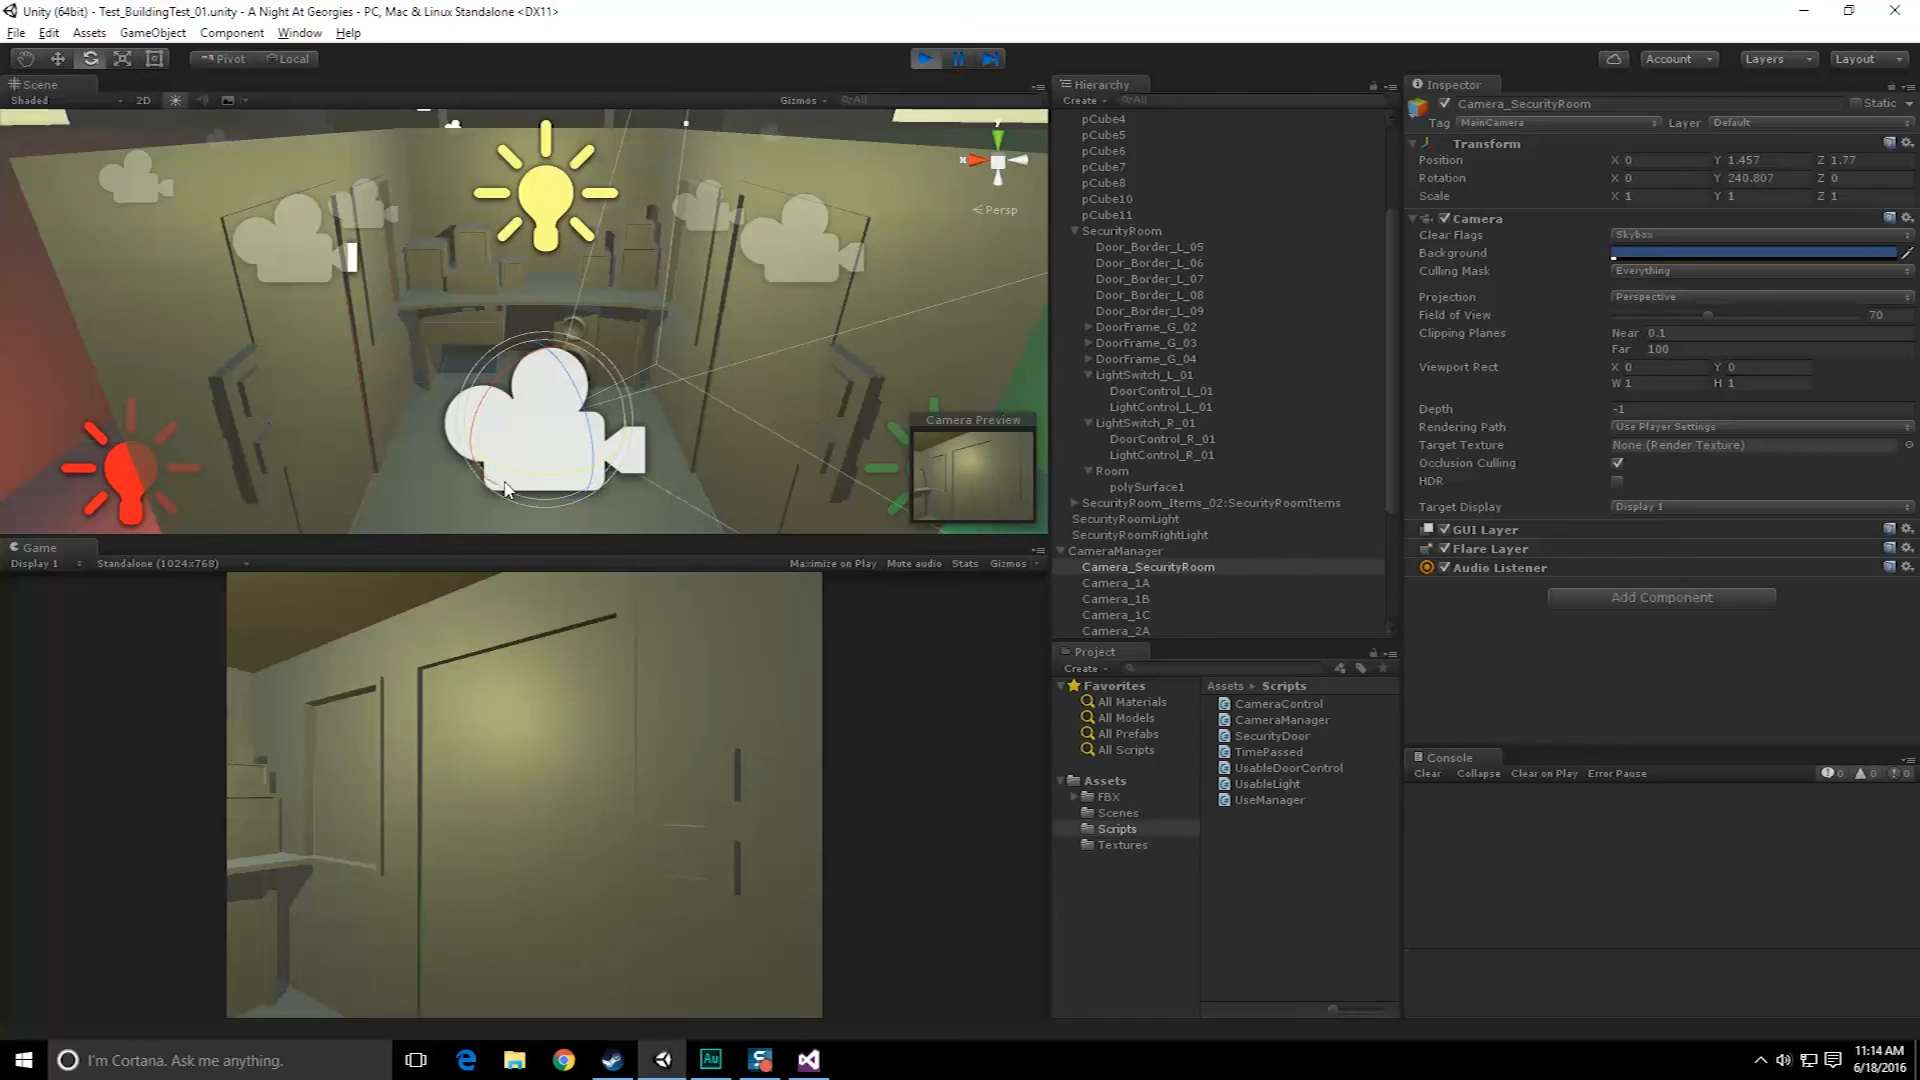 Unity (64bit) - Test_BuildingTest_01.unity - A Night At Georgies - PC, Mac & Linux Standalone <DX11>
File Edit Assets GameObject Component Window Help
Pivot Local
Account Layers Layout
Scene
Shaded 2D Gizmos All
y
x
Persp
Camera Preview
Game
Display 1 Standalone (1024x768) Maximize on Play Mute audio Stats Gizmos
Hierarchy
Create All
pCube4
pCube5
pCube6
pCube7
pCube8
pCube10
pCube11
SecurityRoom
Door_Border_L_05
Door_Border_L_06
Door_Border_L_07
Door_Border_L_08
Door_Border_L_09
DoorFrame_G_02
DoorFrame_G_03
DoorFrame_G_04
LightSwitch_L_01
DoorControl_L_01
LightControl_L_01
LightSwitch_R_01
DoorControl_R_01
LightControl_R_01
Room
polySurface1
SecurityRoom_Items_02:SecurityRoomItems
SecurityRoomLight
SecurityRoomRightLight
CameraManager
Camera_SecurityRoom
Camera_1A
Camera_1B
Camera_1C
Camera_2A
Project
Create
Favorites
All Materials
All Models
All Prefabs
All Scripts
Assets
FBX
Scenes
Scripts
Textures
Assets Scripts
CameraControl
CameraManager
SecurityDoor
TimePassed
UsableDoorControl
UsableLight
UseManager
Inspector
Camera_SecurityRoom Static
Tag MainCamera Layer Default
Transform
Position X 0 Y 1.457 Z 1.77
Rotation X 0 Y 240.807 Z 0
Scale X 1 Y 1 Z 1
Camera
Clear Flags Skybox
Background
Culling Mask Everything
Projection Perspective
Field of View 70
Clipping Planes Near 0.1
Far 100
Viewport Rect X 0 Y 0
W 1 H 1
Depth -1
Rendering Path Use Player Settings
Target Texture None (Render Texture)
Occlusion Culling
HDR
Target Display Display 1
GUI Layer
Flare Layer
Audio Listener
Add Component
Console
Clear Collapse Clear on Play Error Pause 0 0 0
I'm Cortana. Ask me anything.
Au
11:14 AM
6/18/2016